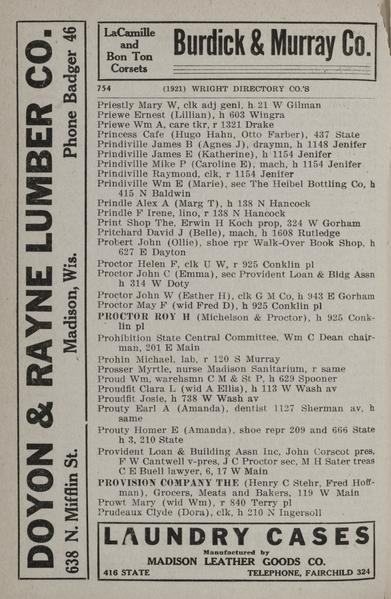 LaCamille
and
Bon Ton
Corsets
Burdick & Murray Co.
754 (1921) WRIGHT DIRECTORY CO.'S
Priestly Mary W, clk adj genl, h 21 W Gilman
Priewe Ernest (Lillian), h 603 Wingra
Priewe Wm A, care tkr, r 1321 Drake
Princess Cafe (Hugo Hahn, Otto Farber), 437 State
Prindiville James B (Agnes J), draymn, h 1148 Jenifer
Prindiville James E (Katherine), h 1154 Jenifer
Prindiville Mike P (Caroline E), mach, h 1154 Jenifer
Prindiville Raymond, clk, r 1154 Jenifer
Prindiville Wm E (Marie), sec The Heibel Bottling Co, h
415 N Baldwin
Prindle Alex A (Marg T), h 138 N Hancock
Prindle F Irene, lino, r 138 N Hancock
Print Shop The, Erwin H Koch prop, 324 W Gorham
Pritchard David J (Belle), mach, h 1608 Rutledge
Probert John (Ollie), shoe rpr Walk-Over Book Shop, h
627 E Dayton
Proctor Helen F, clk U W, r 925 Conklin pl
Proctor John C (Emma), sec Provident Loan & Bldg Assn
h 314 W Doty
Proctor John W (Esther H), clk G M Co, h 943 E Gorham
Proctor May F (wid Fred D), h 925 Conklin pl
PROCTOR ROY H (Michelson & Proctor), h 925 Conk-
lin pl
Prohibition State Central Committee, Wm C Dean chair-
man, 201 E Main
Prohin Michael, lab, r 120 S Murray
Prosser Myrtle, nurse Madison Sanitarium, r same
Proud Wm, warehsmn C M & St P, h 629 Spooner
Proudfit Clara L (wid A Ellis), h 113 W Wash av
Proudfit Josie, h 738 W Wash av
Prouty Earl A (Amanda), dentist 1127 Sherman av, h
same
Prouty Homer E (Amanda), shoe repr 209 and 666 State
h 3, 210 State
Provident Loan & Building Assn Inc, John Corscot pres,
F W Cantwell v-pres, J C Proctor sec, M H Sater treas
C E Buell lawyer, 6, 17 W Main
PROVISION COMPANY THE (Henry C Stehr, Fred Hoff-
man), Grocers, Meats and Bakers, 119 W Main
Prowt Mary (wid Wm), r 840 Terry pl
Prudeaux Clyde (Dora), clk, h 210 N Ingersoll
LAUNDRY CASES
Manufactured by
MADISON LEATHER GOODS CO.
416 STATE TELEPHONE, FAIRCHILD 324
DOYON & RAYNE LUMBER CO.
638 N. Mifflin St. Madison, Wis. Phone Badger 46